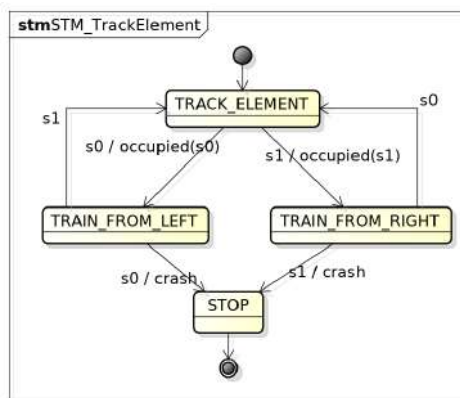 stmSTM_TrackElement
TRACK_ELEMENT
s1
s0
s0 / occupied(s0)
s1 / occupied(s1)
TRAIN_FROM_LEFT
TRAIN_FROM_RIGHT
s0 / crash
s1 / crash
STOP